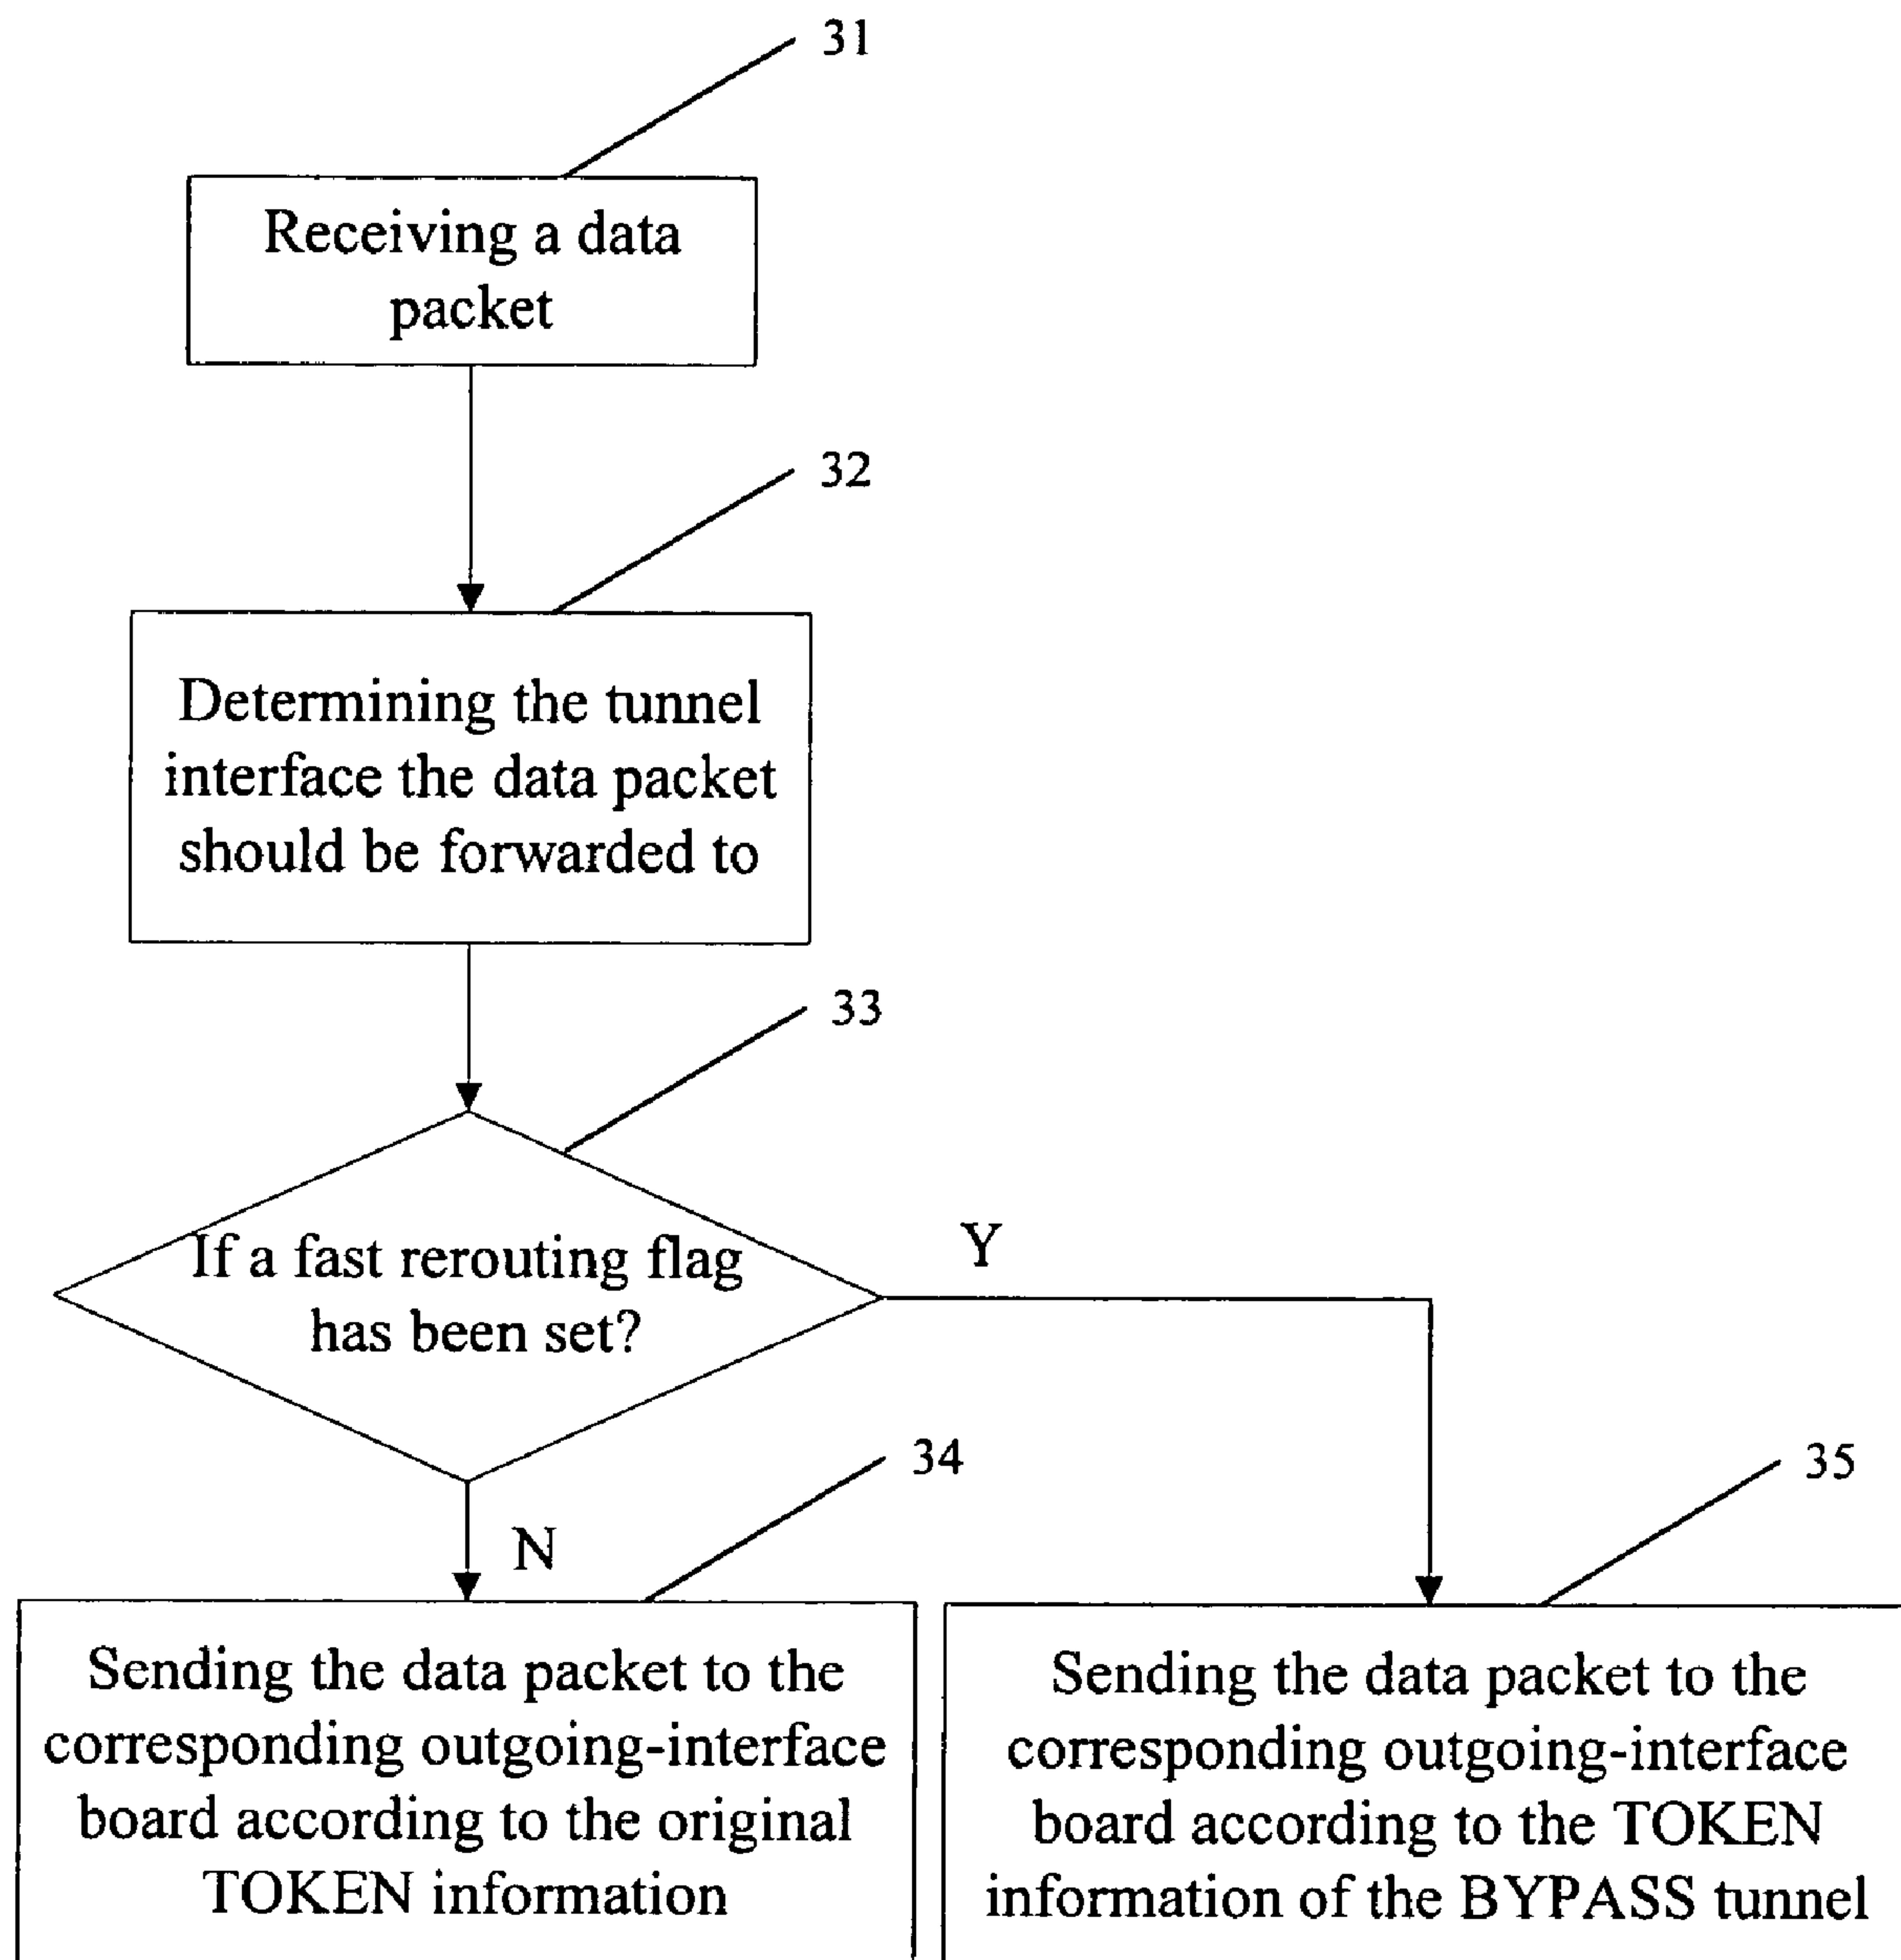 31
Receiving a data
packet
32
Determining the tunnel
interface the data packet
should be forwarded to
33
If a fast rerouting flag
has been set?
Y
N
34
Sending the data packet to the
corresponding outgoing-interface
board according to the original
TOKEN information
35
Sending the data packet to the
corresponding outgoing-interface
board according to the TOKEN
information of the BYPASS tunnel